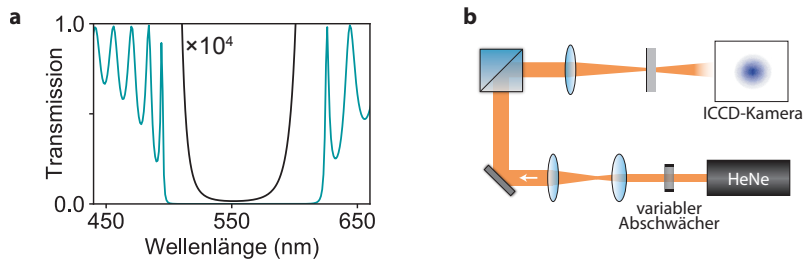 a
Transmission
1.0
0.0
×10⁴
450
550
650
Wellenlänge (nm)
b
ICCD-Kamera
HeNe
variabler
Abschwächer